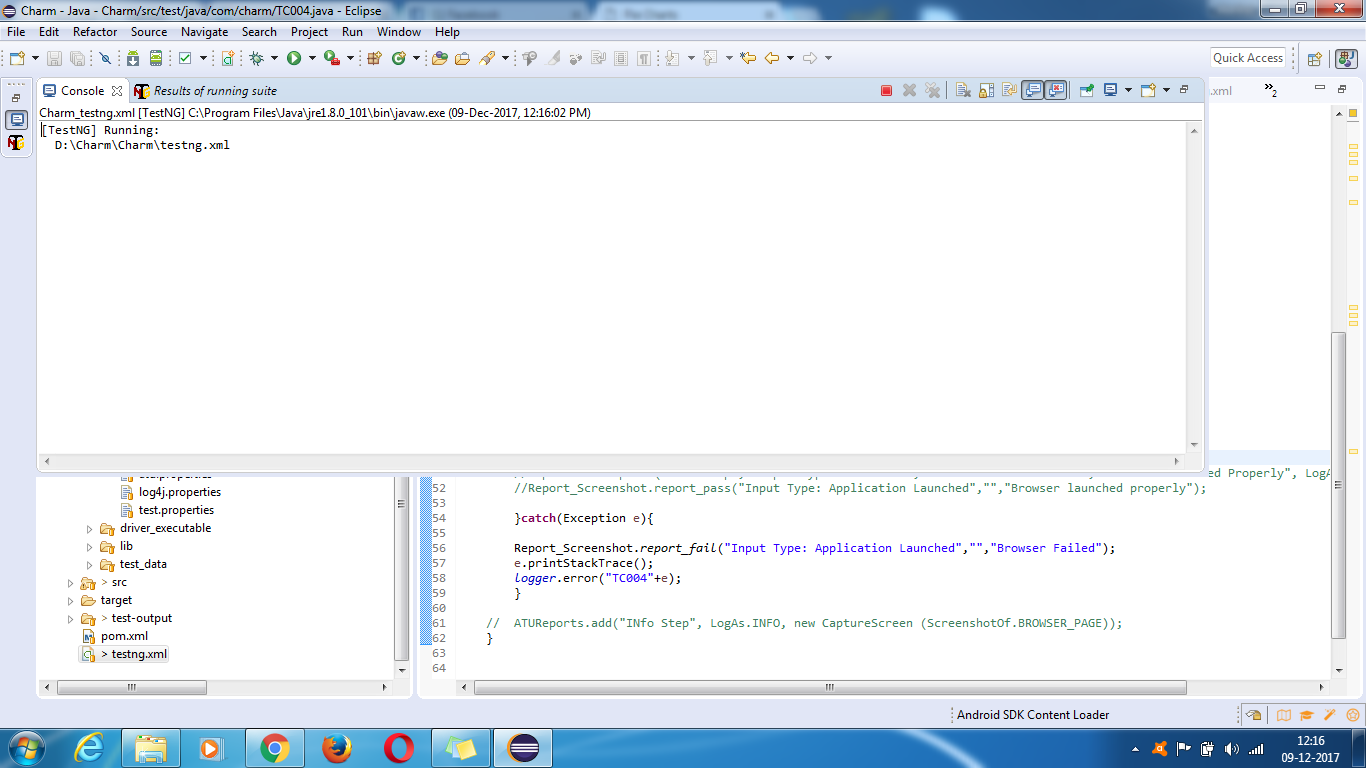 Charm - Java - Charm/src/test/java/com/charm/TC004.java - Eclipse
File Edit Refactor Source Navigate Search Project Run Window Help
Quick Access
Console
Results of running suite
.xml
2
Charm_testng.xml [TestNG] C:\Program Files\Java\jre1.8.0_101\bin\javaw.exe (09-Dec-2017, 12:16:02 PM)
[TestNG] Running:
D:\Charm\Charm\testng.xml
ed Properly", LogA
log4j.properties
test.properties
driver_executable
lib
test_data
> src
target
> test-output
pom.xml
> testng.xml
52 //Report_Screenshot.report_pass("Input Type: Application Launched","","Browser launched properly");
53
54 }catch(Exception e){
55
56 Report_Screenshot.report_fail("Input Type: Application Launched","","Browser Failed");
57 e.printStackTrace();
58 logger.error("TC004"+e);
59 }
60
61 // ATUReports.add("INfo Step", LogAs.INFO, new CaptureScreen (ScreenshotOf.BROWSER_PAGE));
62 }
63
64
Android SDK Content Loader
12:16
09-12-2017